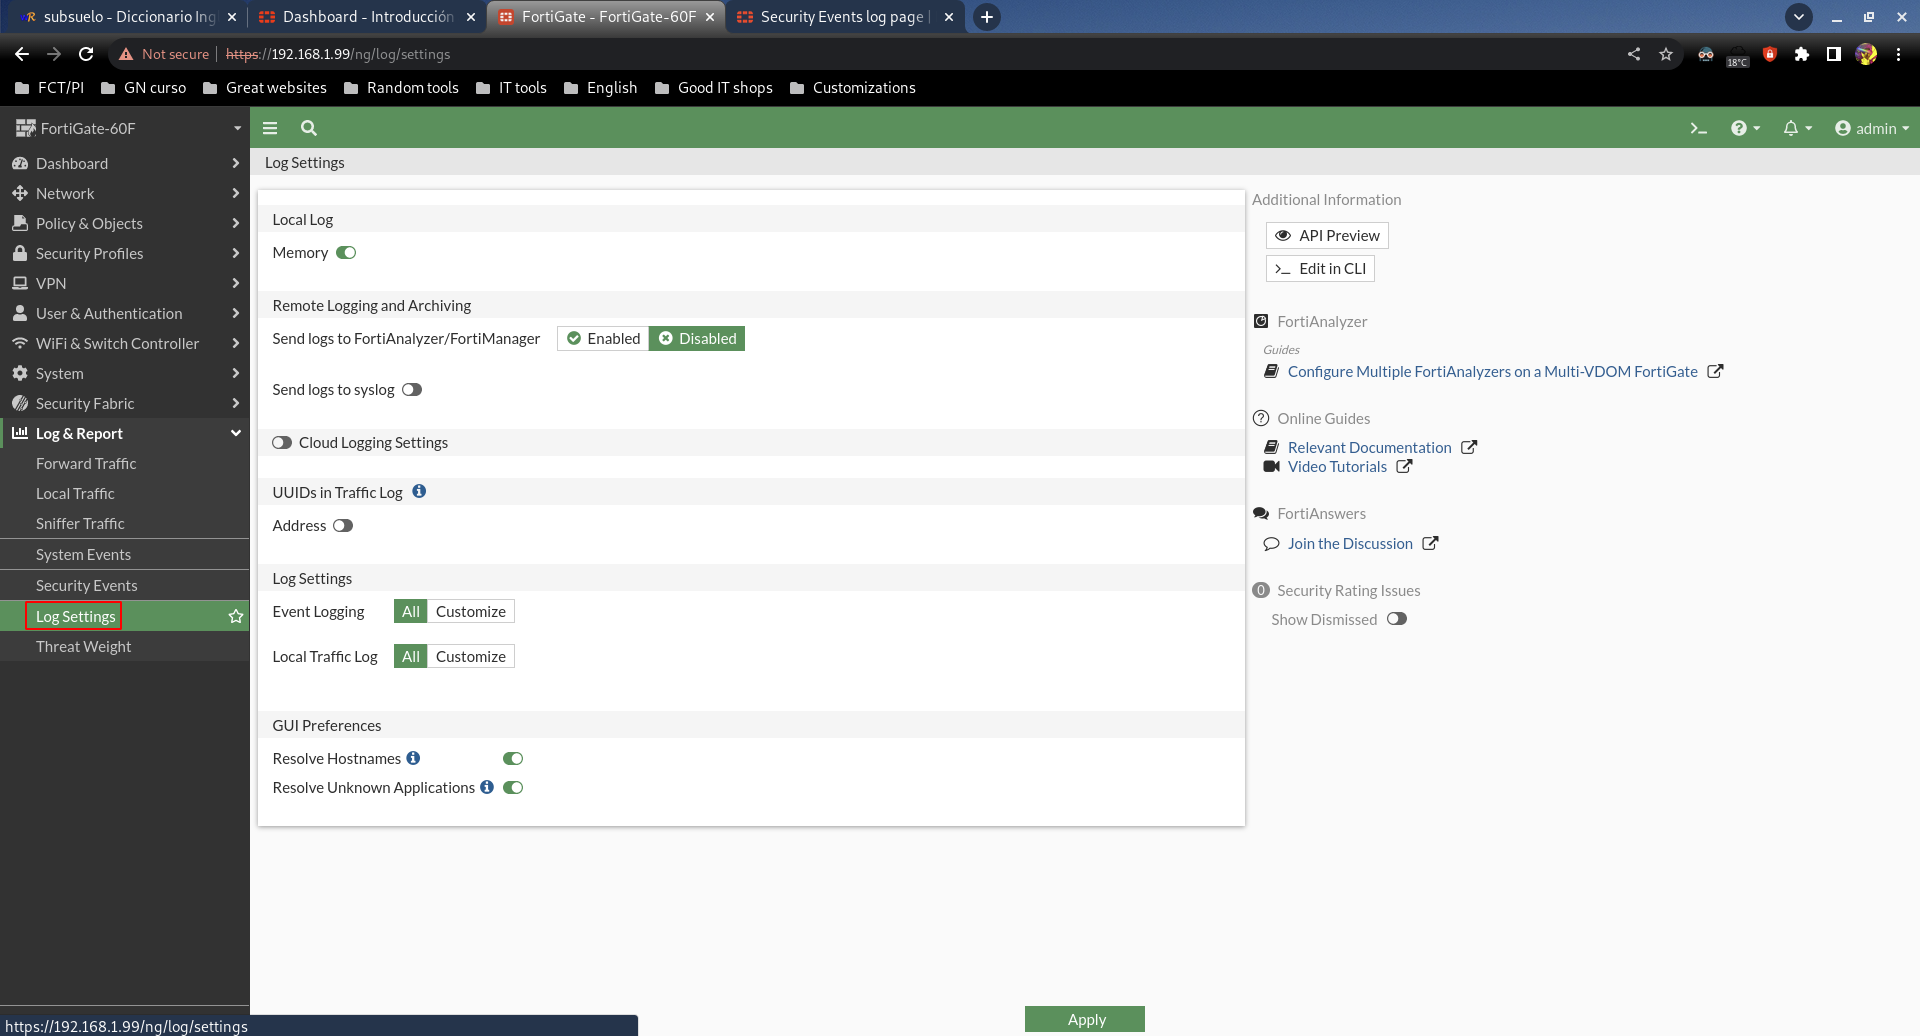 subsuelo - Diccionario Ing
Dashboard - Introducción
FortiGate - FortiGate-60F
Security Events log page |
Not secure | https://192.168.1.99/ng/log/settings
18°C
FCT/PI
GN curso
Great websites
Random tools
IT tools
English
Good IT shops
Customizations
FortiGate-60F
admin
Dashboard
Network
Policy & Objects
Security Profiles
VPN
User & Authentication
WiFi & Switch Controller
System
Security Fabric
Log & Report
Forward Traffic
Local Traffic
Sniffer Traffic
System Events
Security Events
Log Settings
Threat Weight
https://192.168.1.99/ng/log/settings
Log Settings
Local Log
Memory
Remote Logging and Archiving
Send logs to FortiAnalyzer/FortiManager Enabled Disabled
Send logs to syslog
Cloud Logging Settings
UUIDs in Traffic Log
Address
Log Settings
Event Logging All Customize
Local Traffic Log All Customize
GUI Preferences
Resolve Hostnames
Resolve Unknown Applications
Apply
Additional Information
API Preview
>_ Edit in CLI
FortiAnalyzer
Guides
Configure Multiple FortiAnalyzers on a Multi-VDOM FortiGate
Online Guides
Relevant Documentation
Video Tutorials
FortiAnswers
Join the Discussion
0 Security Rating Issues
Show Dismissed